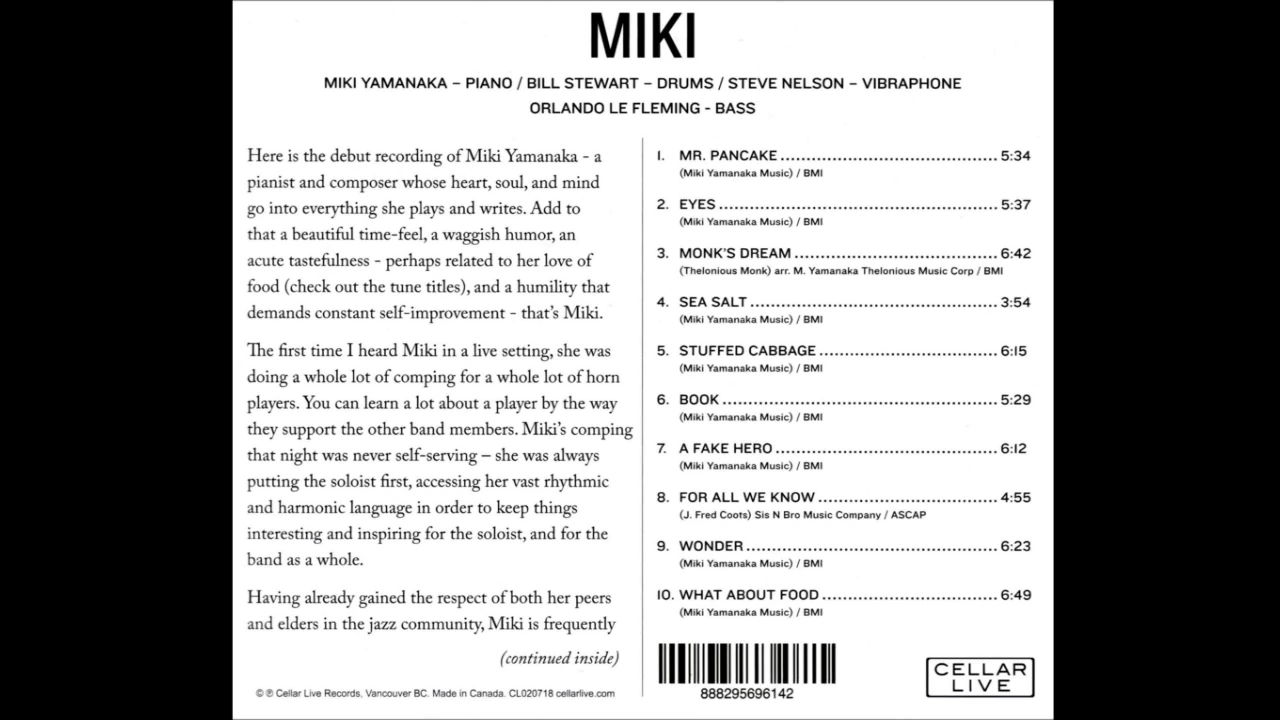 MIKI
MIKI YAMANAKA – PIANO / BILL STEWART – DRUMS / STEVE NELSON – VIBRAPHONE
ORLANDO LE FLEMING - BASS
Here is the debut recording of Miki Yamanaka - a
pianist and composer whose heart, soul, and mind
go into everything she plays and writes. Add to
that a beautiful time-feel, a waggish humor, an
acute tastefulness - perhaps related to her love of
food (check out the tune titles), and a humility that
demands constant self-improvement - that's Miki.
The first time I heard Miki in a live setting, she was
doing a whole lot of comping for a whole lot of horn
players. You can learn a lot about a player by the way
they support the other band members. Miki's comping
that night was never self-serving – she was always
putting the soloist first, accessing her vast rhythmic
and harmonic language in order to keep things
interesting and inspiring for the soloist, and for the
band as a whole.
Having already gained the respect of both her peers
and elders in the jazz community, Miki is frequently
(continued inside)
© ℗ Cellar Live Records, Vancouver BC. Made in Canada. CL020718 cellarlive.com
1. MR. PANCAKE ........................................ 5:34
(Miki Yamanaka Music) / BMI
2. EYES ........................................ 5:37
(Miki Yamanaka Music) / BMI
3. MONK'S DREAM ........................................ 6:42
(Thelonious Monk) arr. M. Yamanaka Thelonious Music Corp / BMI
4. SEA SALT ........................................ 3:54
(Miki Yamanaka Music) / BMI
5. STUFFED CABBAGE ........................................ 6:15
(Miki Yamanaka Music) / BMI
6. BOOK ........................................ 5:29
(Miki Yamanaka Music) / BMI
7. A FAKE HERO ........................................ 6:12
(Miki Yamanaka Music) / BMI
8. FOR ALL WE KNOW ........................................ 4:55
(J. Fred Coots) Sis N Bro Music Company / ASCAP
9. WONDER ........................................ 6:23
(Miki Yamanaka Music) / BMI
10. WHAT ABOUT FOOD ........................................ 6:49
(Miki Yamanaka Music) / BMI
888295696142
CELLAR
LIVE